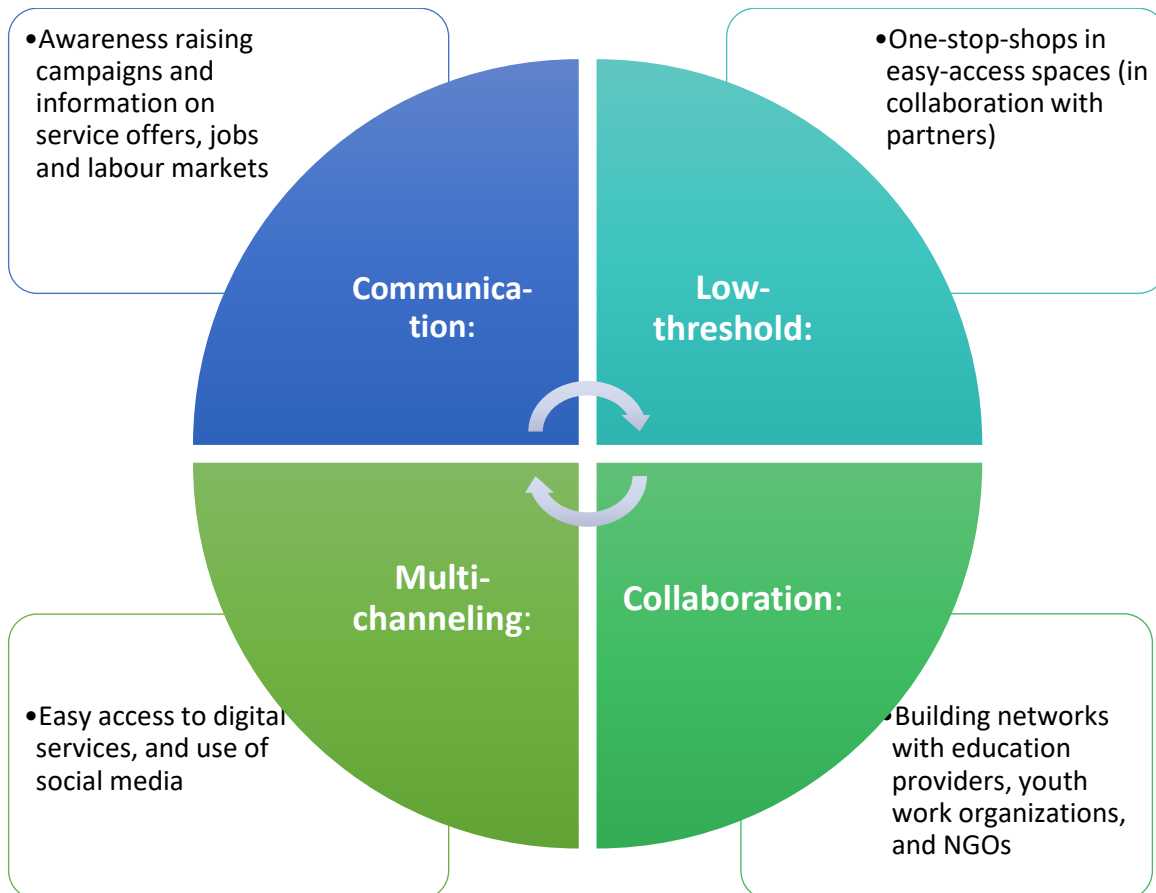 •Awareness raising
campaigns and
information on
service offers, jobs
and labour markets
•One-stop-shops in
easy-access spaces (in
collaboration with
partners)
Communica-
tion:
Low-
threshold:
Multi-
channeling:
Collaboration:
•Easy access to digital
services, and use of
social media
•Building networks
with education
providers, youth
work organizations,
and NGOs